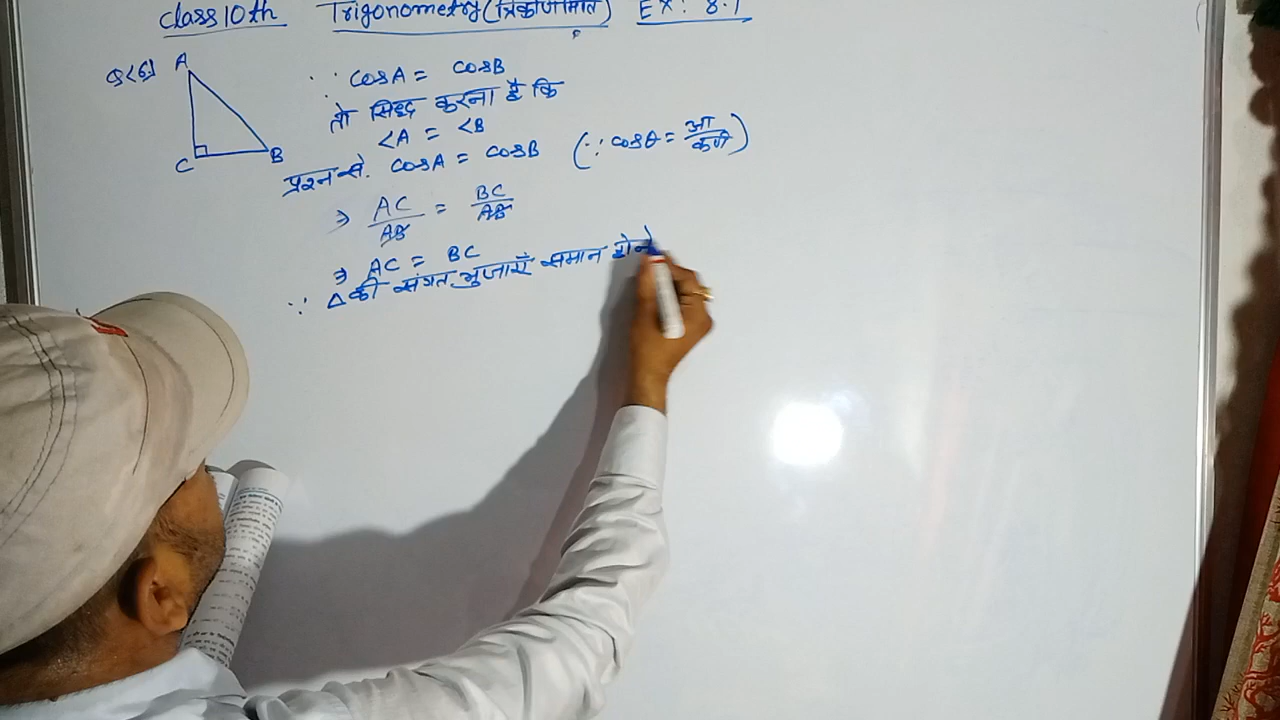 Class 10th Trigonometry (त्रिकोणमिति) EX: 8.1
Q<6>
A
C
B
∵ cosA = cosB
तो सिद्ध करना है कि
<A = <B
प्रश्न से. cosA = cosB (∵ cosθ = आ/कर्ण)
⇒ AC/AB = BC/AB
⇒ AC = BC
∵ △की संगत भुजाएँ समान होने